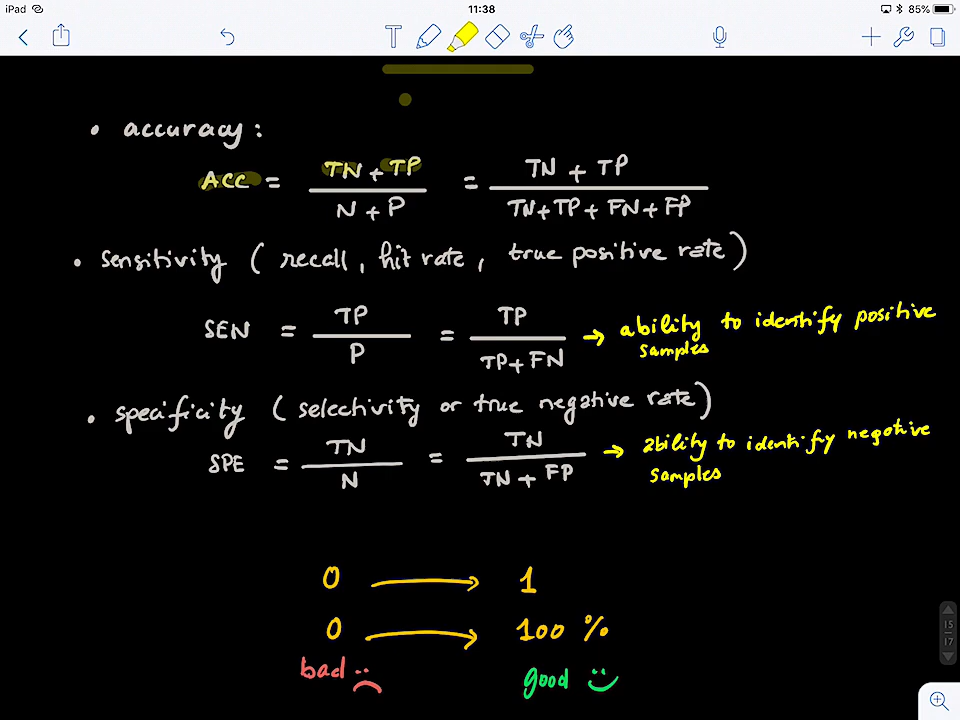 iPad 11:38 85%
T
• accuracy:
ACC = TN + TP / N + P = TN + TP / TN + TP + FN + FP
• sensitivity (recall, hit rate, true positive rate)
SEN = TP / P = TP / TP + FN → ability to identify positive
samples
• specificity (selectivity or true negative rate)
SPE = TN / N = TN / TN + FP → ability to identify negative
samples
0 → 1
0 → 100 %
bad good
15
17